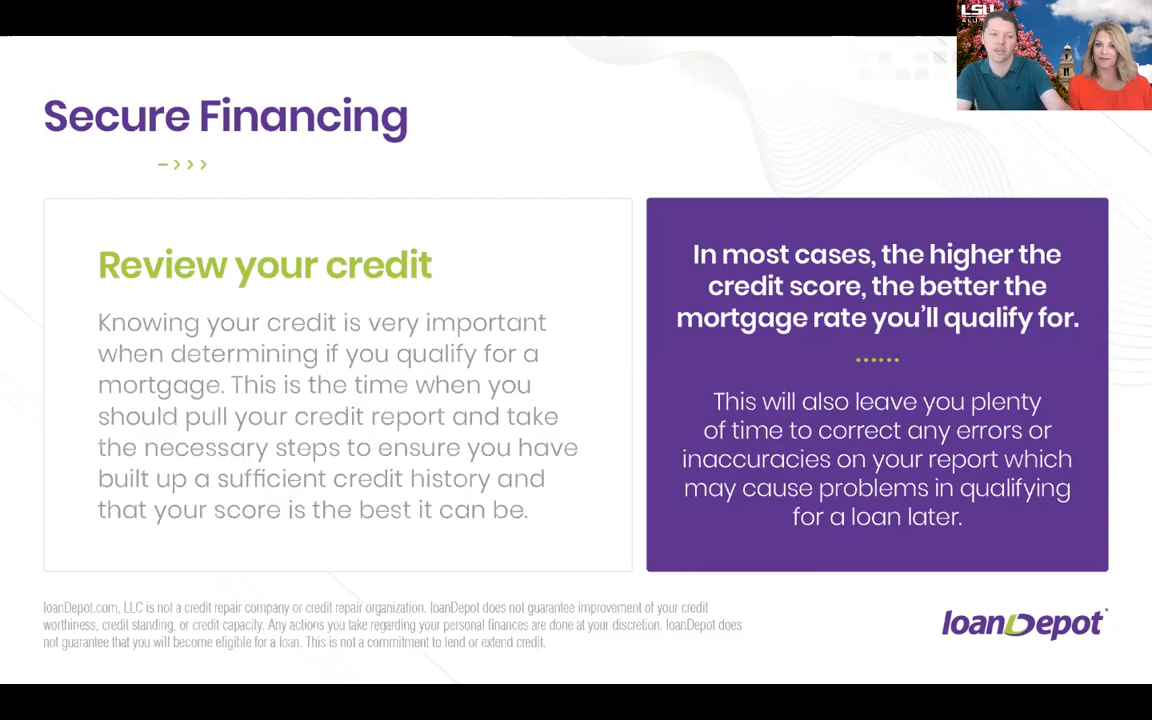 LSU
Secure Financing
Review your credit
Knowing your credit is very important
when determining if you qualify for a
mortgage. This is the time when you
should pull your credit report and take
the necessary steps to ensure you have
built up a sufficient credit history and
that your score is the best it can be.
In most cases, the higher the
credit score, the better the
mortgage rate you’ll qualify for.
This will also leave you plenty
of time to correct any errors or
inaccuracies on your report which
may cause problems in qualifying
for a loan later.
loanDepot.com, LLC is not a credit repair company or credit repair organization. loanDepot does not guarantee improvement of your credit
worthiness, credit standing, or credit capacity. Any actions you take regarding your personal finances are done at your discretion. loanDepot does
not guarantee that you will become eligible for a loan. This is not a commitment to lend or extend credit.
loanDepot